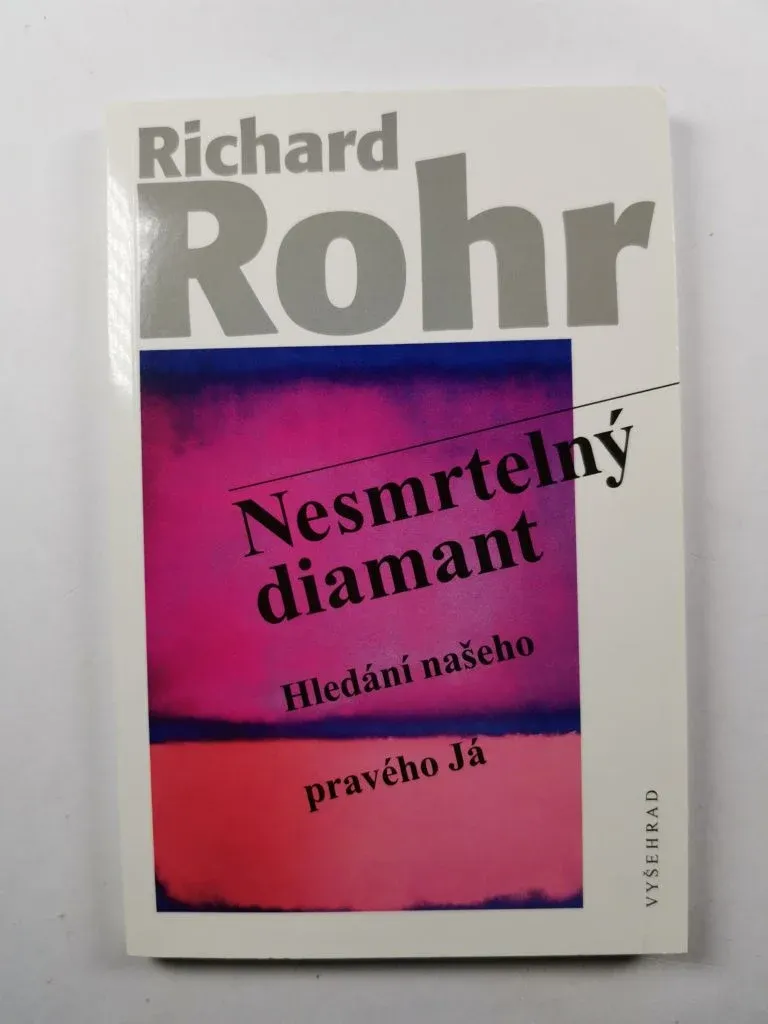 Richard
Rohr
Nesmrtelný
diamant
Hledání našeho
pravého Já
VYŠEHRAD